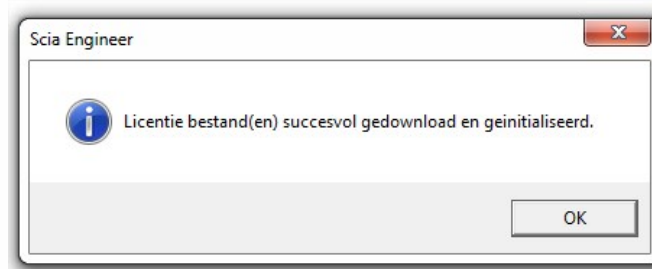 Scia Engineer
Licentie bestand(en) succesvol gedownload en geinitialiseerd.
OK